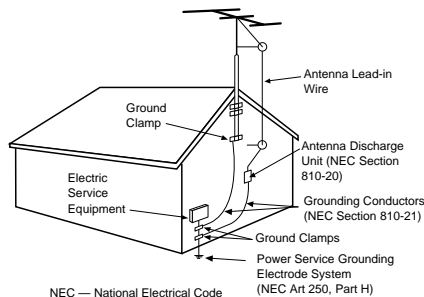 Antenna Lead-in
Wire
Ground
Clamp
Antenna Discharge
Unit (NEC Section
810-20)
Electric
Service
Equipment
Grounding Conductors
(NEC Section 810-21)
Ground Clamps
Power Service Grounding
Electrode System
(NEC Art 250, Part H)
NEC — National Electrical Code